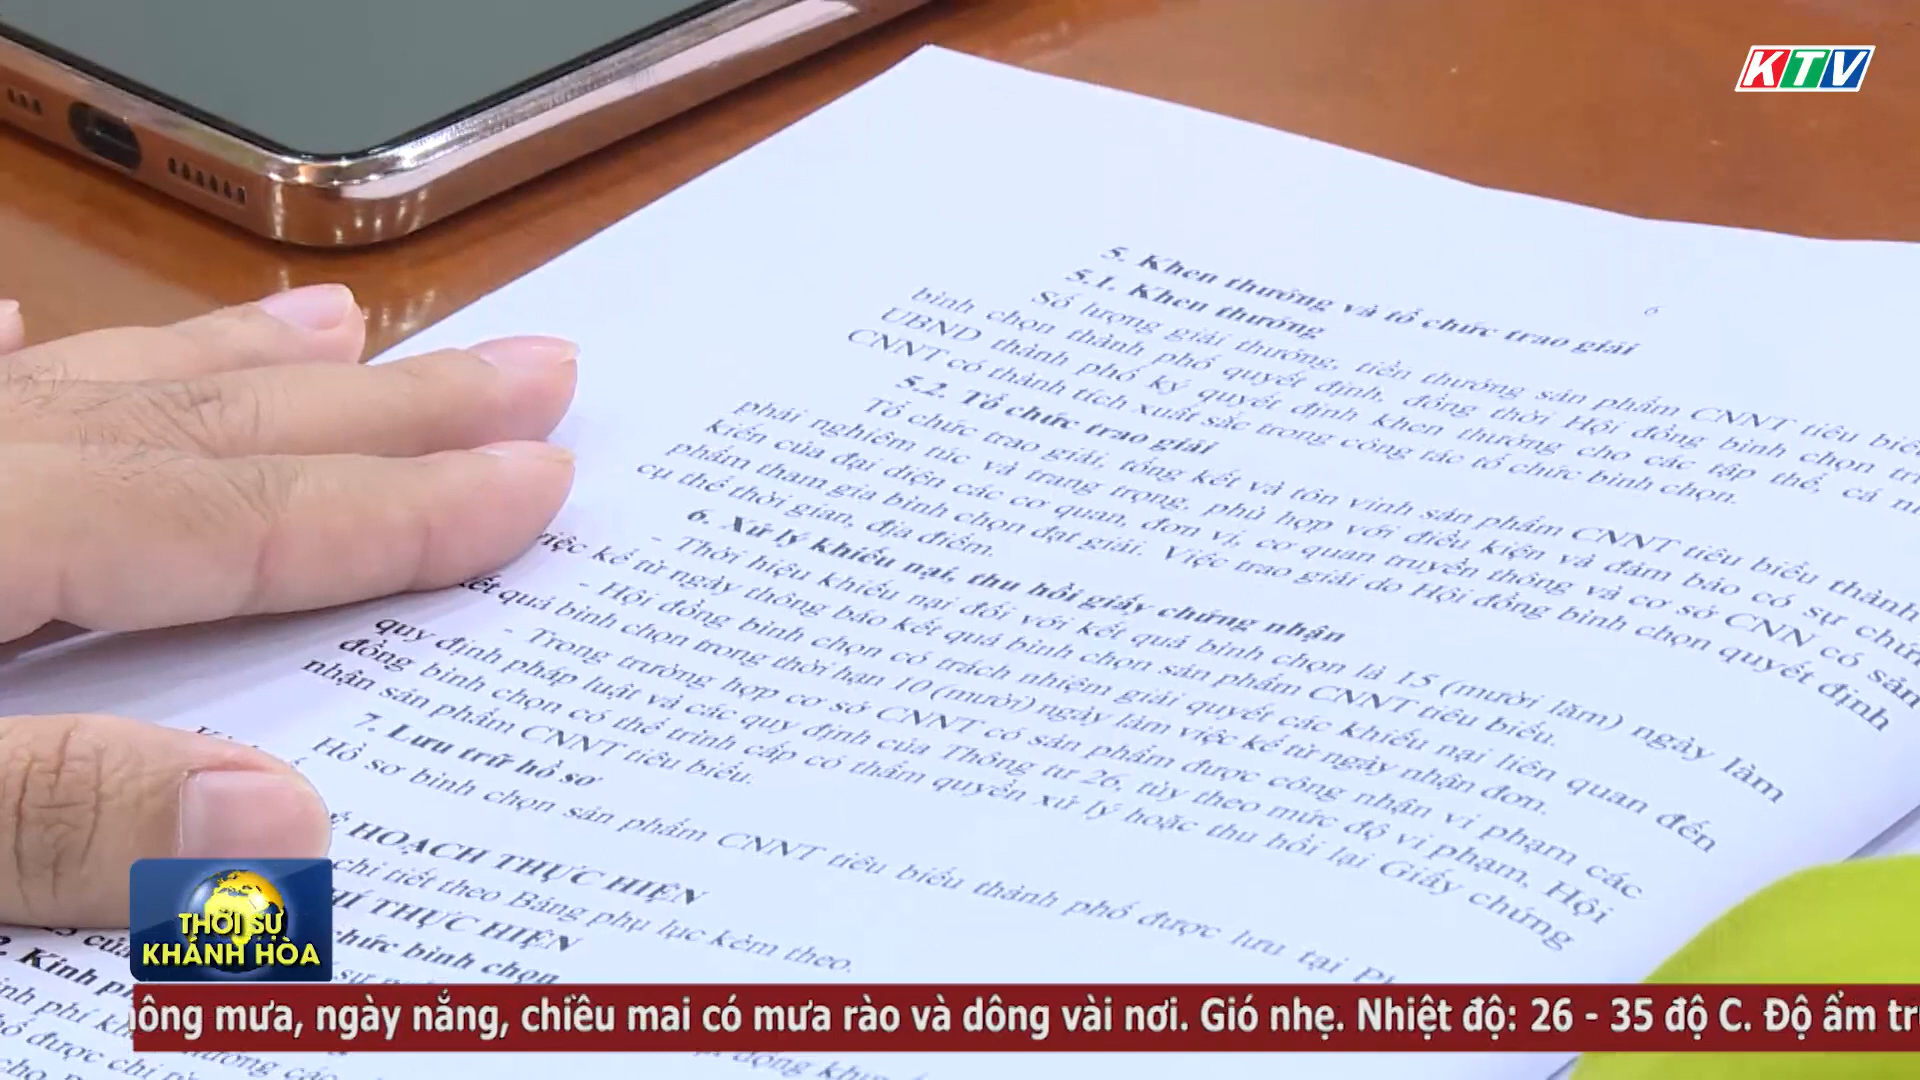 KTV
6
5. Khen thưởng và tổ chức trao giải
5.1. Khen thưởng
Số lượng giải thưởng, tiền thưởng sản phẩm CNNT tiêu
bình chọn thành phố quyết định, đồng thời Hội đồng bình chọn
UBND thành phố ký quyết định khen thưởng cho các tập thể, cá
CNNT có thành tích xuất sắc trong công tác tổ chức bình chọn.
5.2. Tổ chức trao giải
Tổ chức trao giải, tổng kết và tôn vinh sản phẩm CNNT tiêu biểu thành
phải nghiêm túc và trang trọng, phù hợp với điều kiện và đảm bảo có sự
kiến của đại diện các cơ quan, đơn vị, cơ quan truyền thông và cơ sở CNN có sản
phẩm tham gia bình chọn đạt giải. Việc trao giải do Hội đồng bình chọn quyết định
cụ thể thời gian, địa điểm.
6. Xử lý khiếu nại, thu hồi giấy chứng nhận
- Thời hiệu khiếu nại đối với kết quả bình chọn là 15 (mười lăm) ngày làm
việc kể từ ngày thông báo kết quả bình chọn sản phẩm CNNT tiêu biểu.
- Hội đồng bình chọn có trách nhiệm giải quyết các khiếu nại liên quan đến
kết quả bình chọn trong thời hạn 10 (mười) ngày làm việc kể từ ngày nhận đơn.
- Trong trường hợp cơ sở CNNT có sản phẩm được công nhận vi phạm các
quy định pháp luật và các quy định của Thông tư 26, tùy theo mức độ vi phạm, Hội
đồng bình chọn có thể trình cấp có thẩm quyền xử lý hoặc thu hồi lại Giấy chứng
nhận sản phẩm CNNT tiêu biểu.
7. Lưu trữ hồ sơ
Hồ sơ bình chọn sản phẩm CNNT tiêu biểu thành phố được lưu tại
HOẠCH THỰC HIỆN
chi tiết theo Bảng phụ lục kèm theo.
THỰC HIỆN
chức bình chọn
2. Kinh
THỜI SỰ
KHÁNH HÒA
mưa, ngày nắng, chiều mai có mưa rào và dông vài nơi. Gió nhẹ. Nhiệt độ: 26 - 35 độ C. Độ ẩm